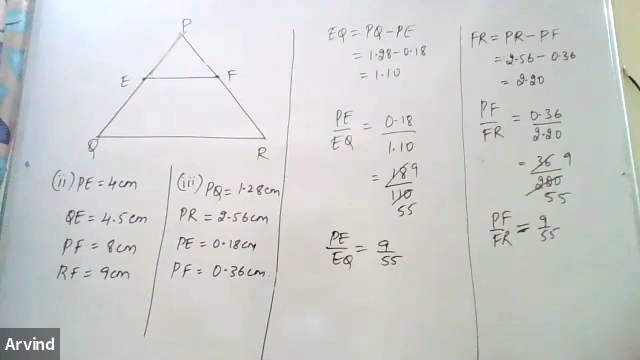 P
E F
Q R
(ii) PE = 4cm
QE = 4.5cm
PF = 8cm
RF = 9cm
(iii) PQ = 1.28cm
PR = 2.56cm
PE = 0.18cm
PF = 0.36cm.
EQ = PQ - PE
= 1.28 - 0.18
= 1.10
PE/EQ = 0.18/1.10
= 18 9/110 55
PE/EQ = 9/55
FR = PR - PF
= 2.56 - 0.36
= 2.20
PF/FR = 0.36/2.20
= 36 9/220 55
PF/FR = 9/55
Arvind